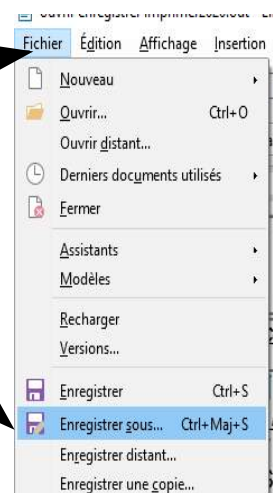 Fichier Édition Affichage Insertion
Nouveau
Ouvrir... Ctrl+O
Ouvrir distant...
Derniers documents utilisés
Fermer
Assistants
Modèles
Recharger
Versions...
Enregistrer Ctrl+S
Enregistrer sous... Ctrl+Maj+S
Enregistrer distant...
Enregistrer une copie...